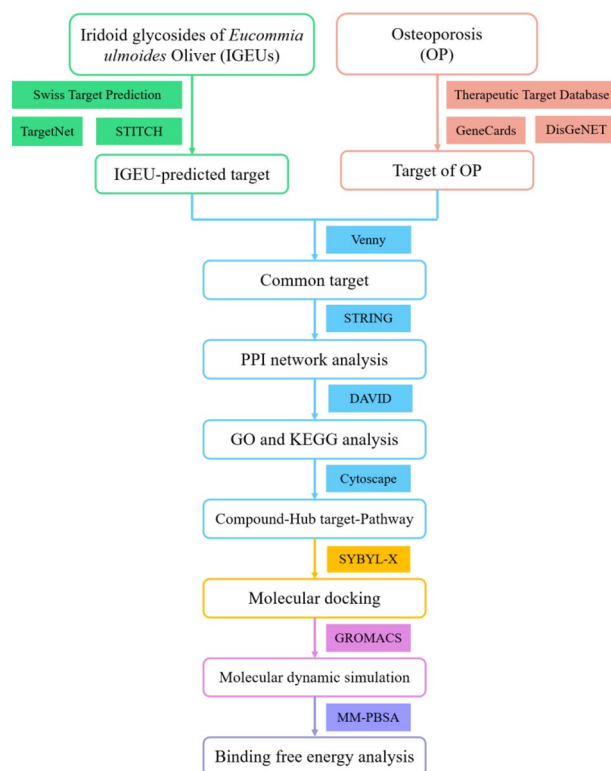 Iridoid glycosides of Eucommia
ulmoides Oliver (IGEUs)
Osteoporosis
(OP)
Swiss Target Prediction
Therapeutic Target Database
TargetNet
STITCH
GeneCards
DisGeNET
IGEU-predicted target
Target of OP
Venny
Common target
STRING
PPI network analysis
DAVID
GO and KEGG analysis
Cytoscape
Compound-Hub target-Pathway
SYBYL-X
Molecular docking
GROMACS
Molecular dynamic simulation
MM-PBSA
Binding free energy analysis